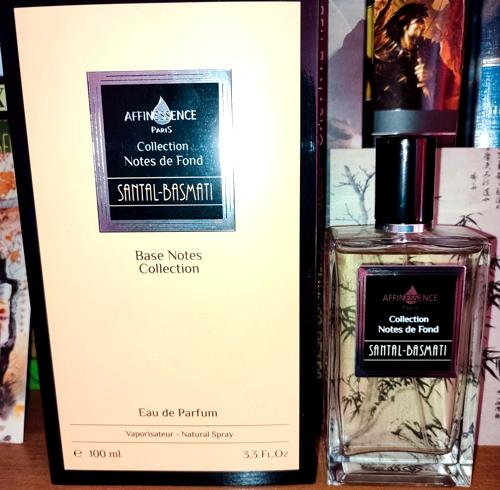 AFFINESSENCE
PARIS
Collection
Notes de Fond
SANTAL-BASMATI
Base Notes
Collection
Eau de Parfum
Vaporisateur - Natural Spray
e 100 ml 3.3 FL.OZ
AFFINESSENCE
PARIS
Collection
Notes de Fond
SANTAL-BASMATI